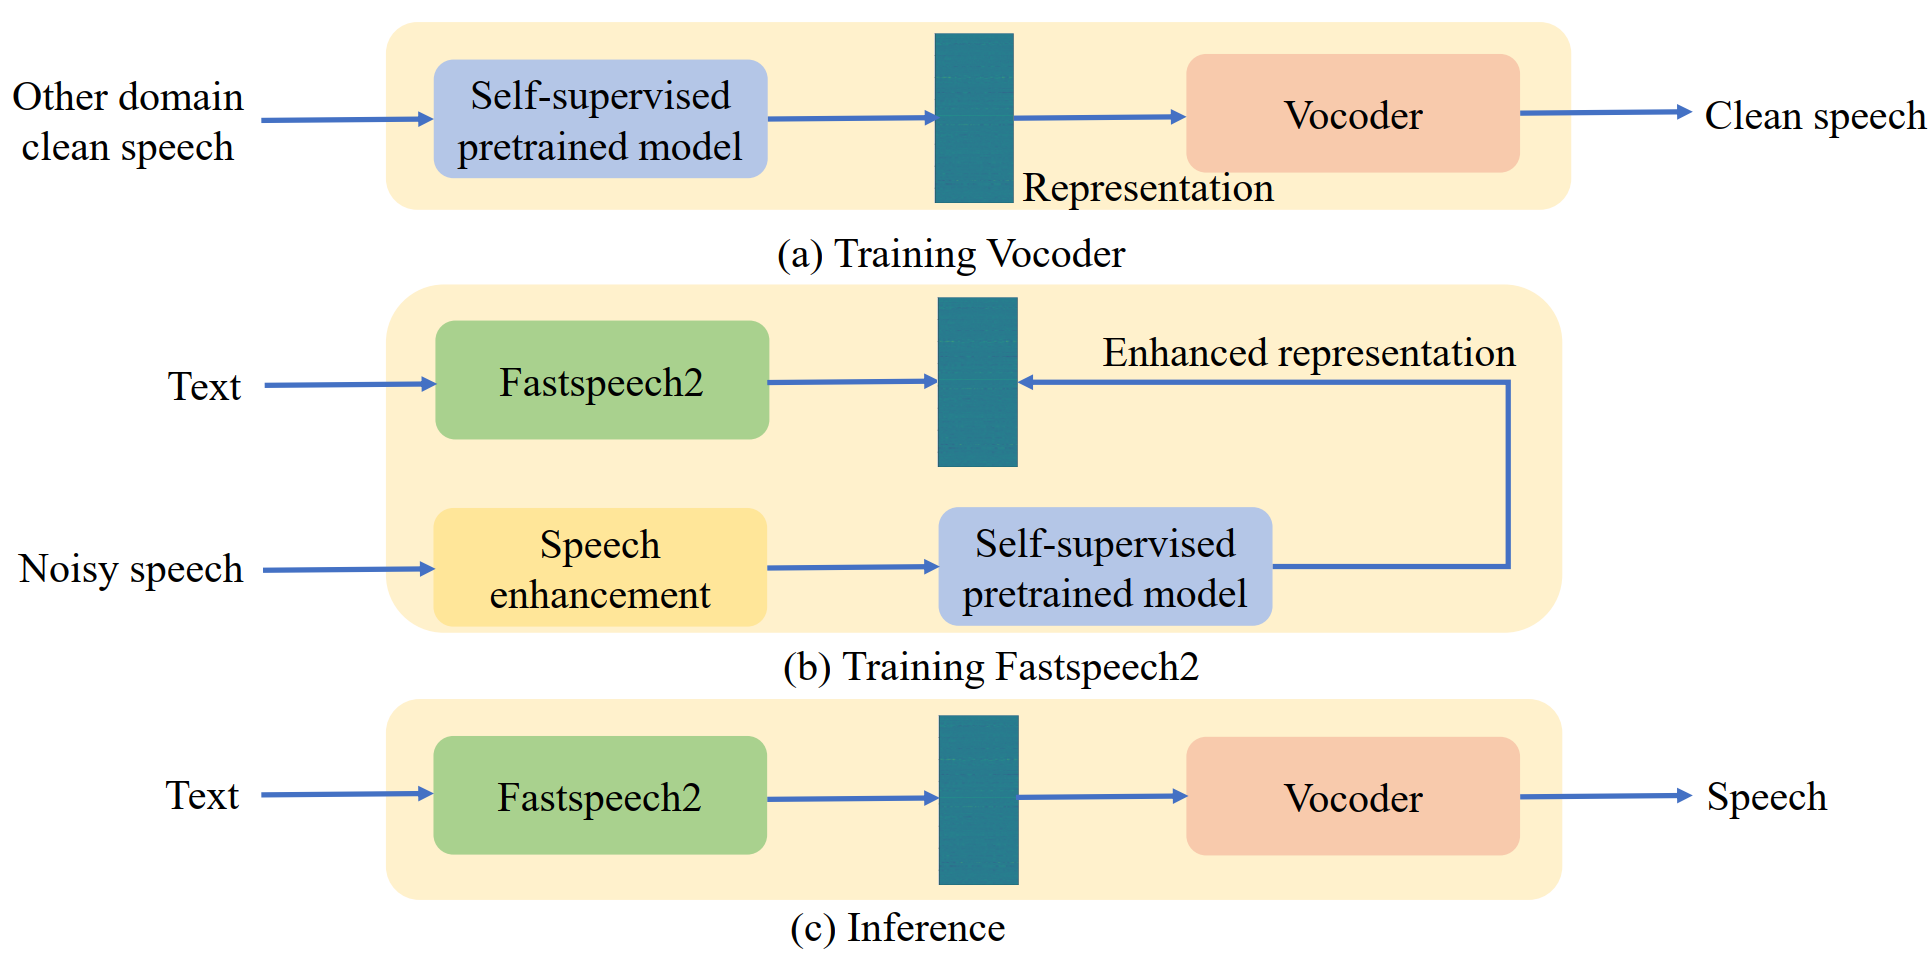 Other domain
clean speech
Self-supervised
pretrained model
Representation
Vocoder
Clean speech
(a) Training Vocoder
Text
Fastspeech2
Enhanced representation
Noisy speech
Speech
enhancement
Self-supervised
pretrained model
(b) Training Fastspeech2
Text
Fastspeech2
Vocoder
Speech
(c) Inference